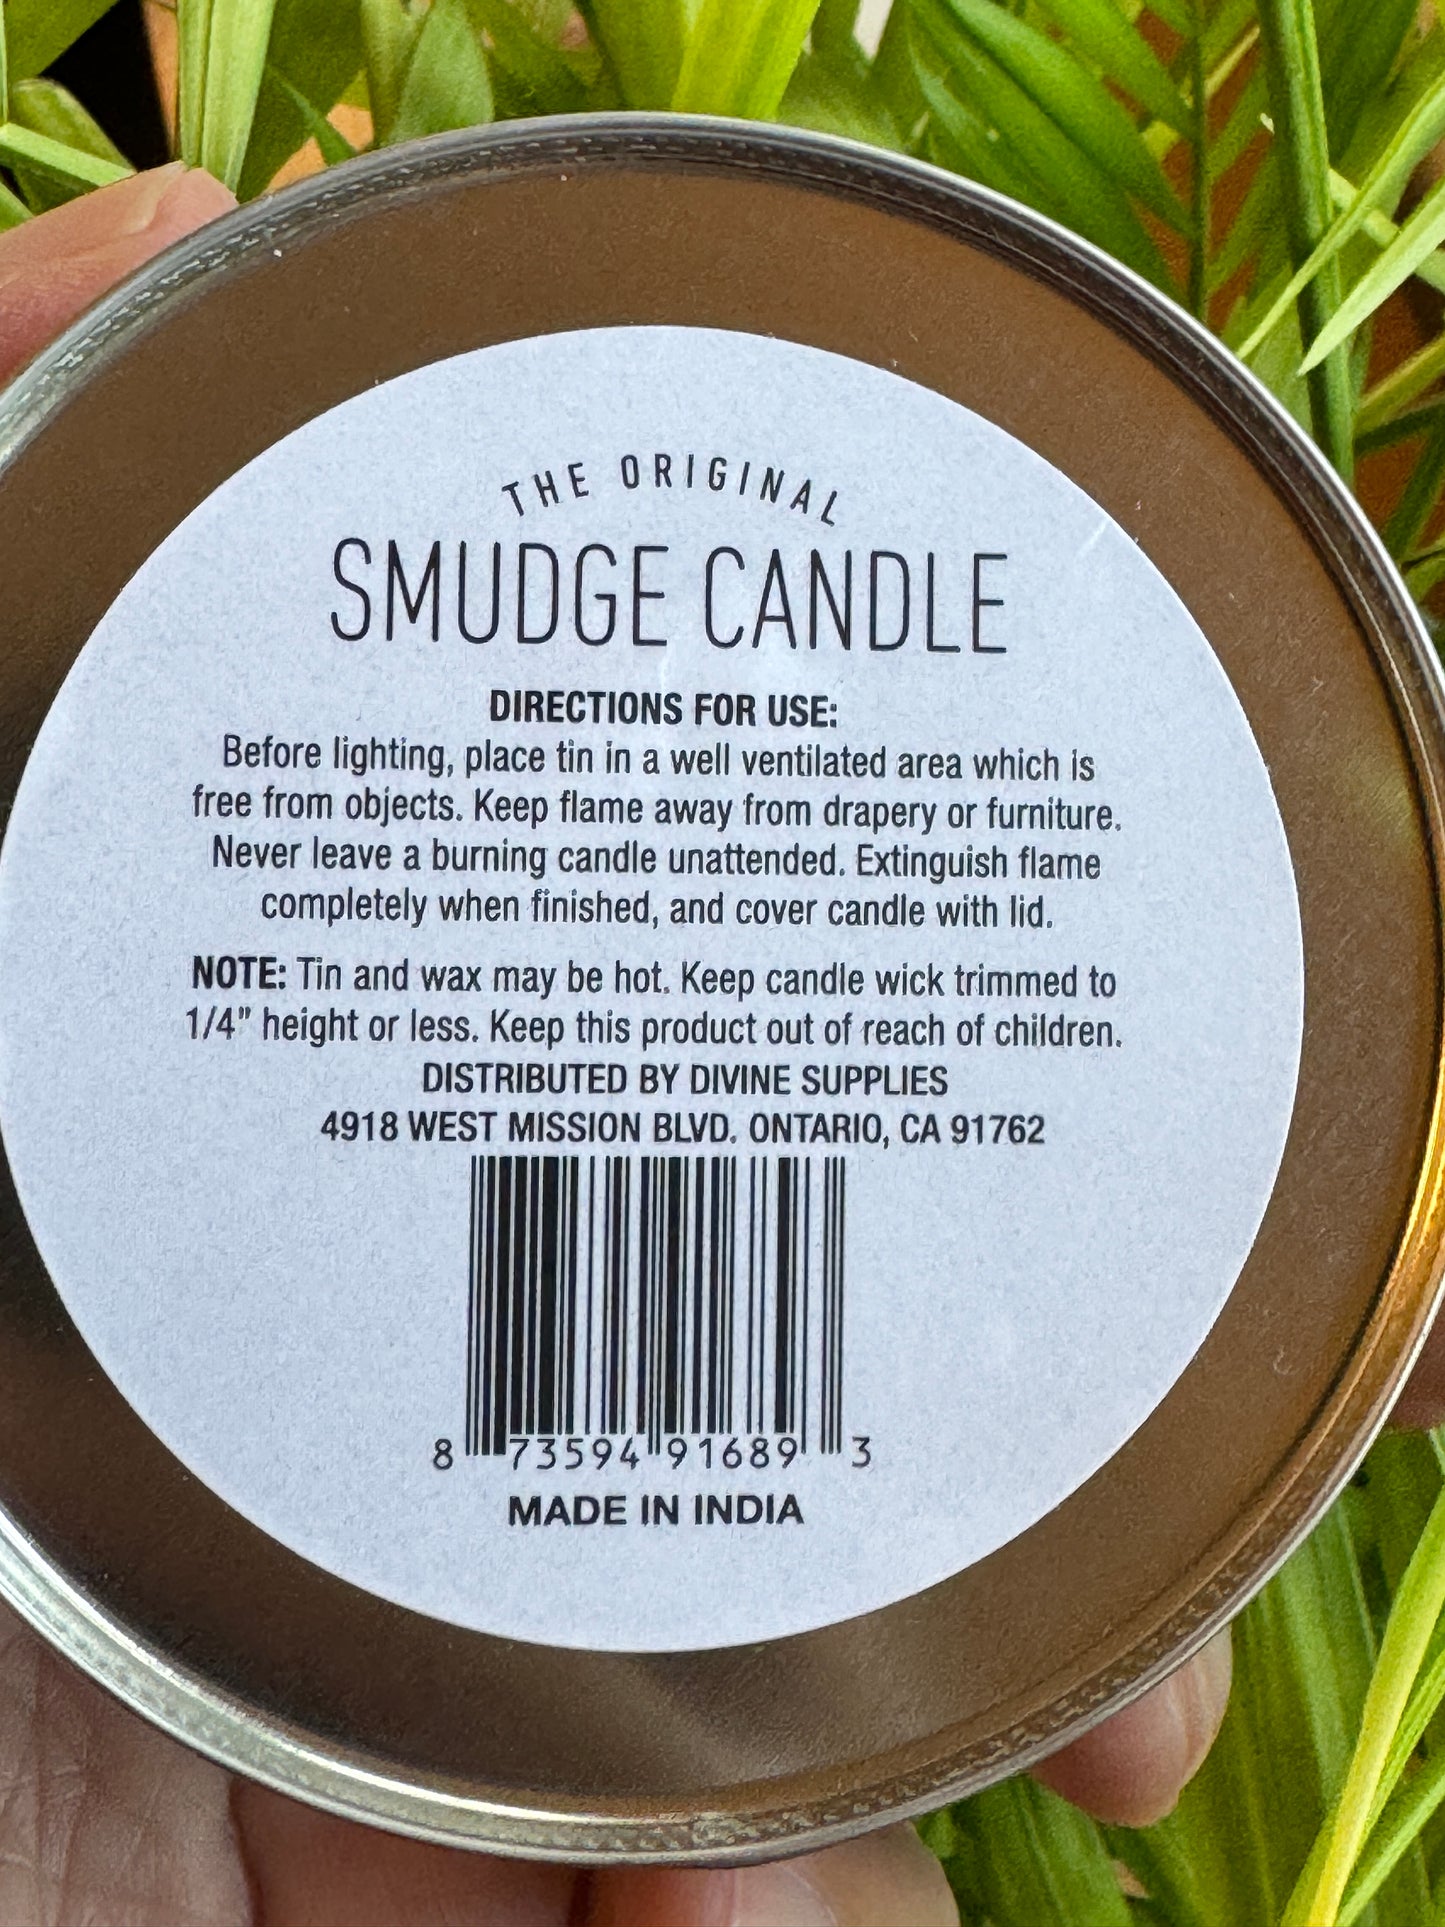 THE ORIGINAL
SMUDGE CANDLE
DIRECTIONS FOR USE:
Before lighting, place tin in a well ventilated area which is
free from objects. Keep flame away from drapery or furniture.
Never leave a burning candle unattended. Extinguish flame
completely when finished, and cover candle with lid.
NOTE: Tin and wax may be hot. Keep candle wick trimmed to
1/4" height or less. Keep this product out of reach of children.
DISTRIBUTED BY DIVINE SUPPLIES
4918 WEST MISSION BLVD. ONTARIO, CA 91762
8 73594 91689 3
MADE IN INDIA